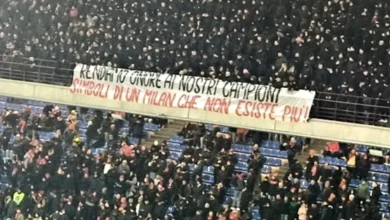 RENDIAMO ONORE AI NOSTRI CAMPIONI
SIMBOLI DI UN MILAN CHE NON ESISTE PIU'!